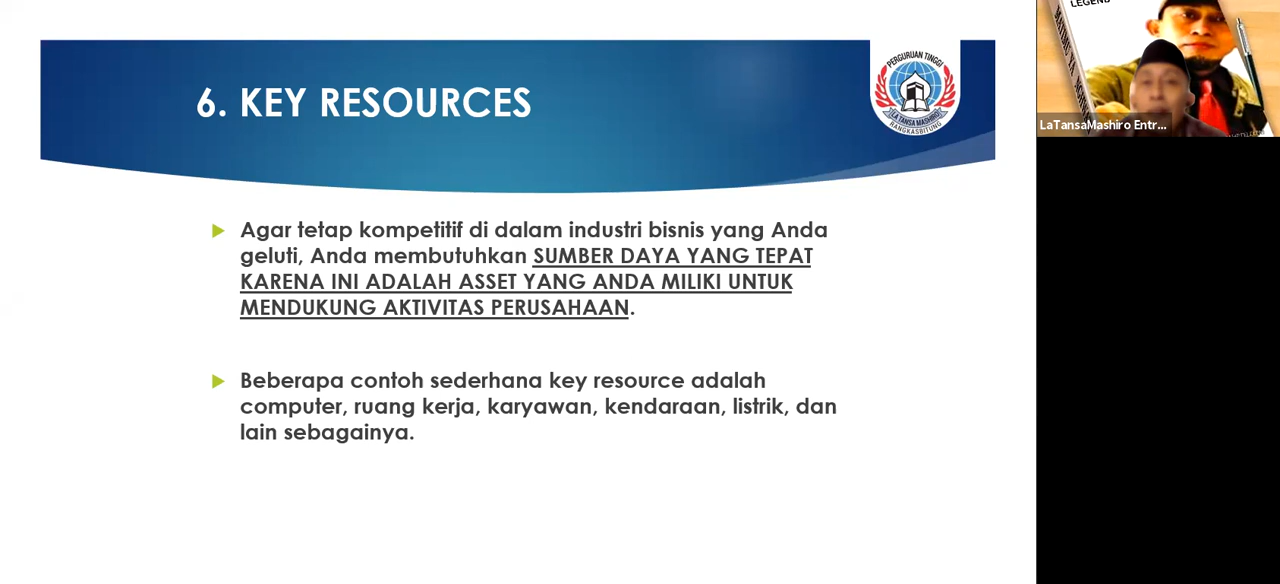 6. KEY RESOURCES
PERGURUAN TINGGI
LA TANSA MASHIRO
RANGKASBITUNG
Agar tetap kompetitif di dalam industri bisnis yang Anda
geluti, Anda membutuhkan SUMBER DAYA YANG TEPAT
KARENA INI ADALAH ASSET YANG ANDA MILIKI UNTUK
MENDUKUNG AKTIVITAS PERUSAHAAN.
Beberapa contoh sederhana key resource adalah
computer, ruang kerja, karyawan, kendaraan, listrik, dan
lain sebagainya.
LEGEND
LaTansaMashiro Entr...